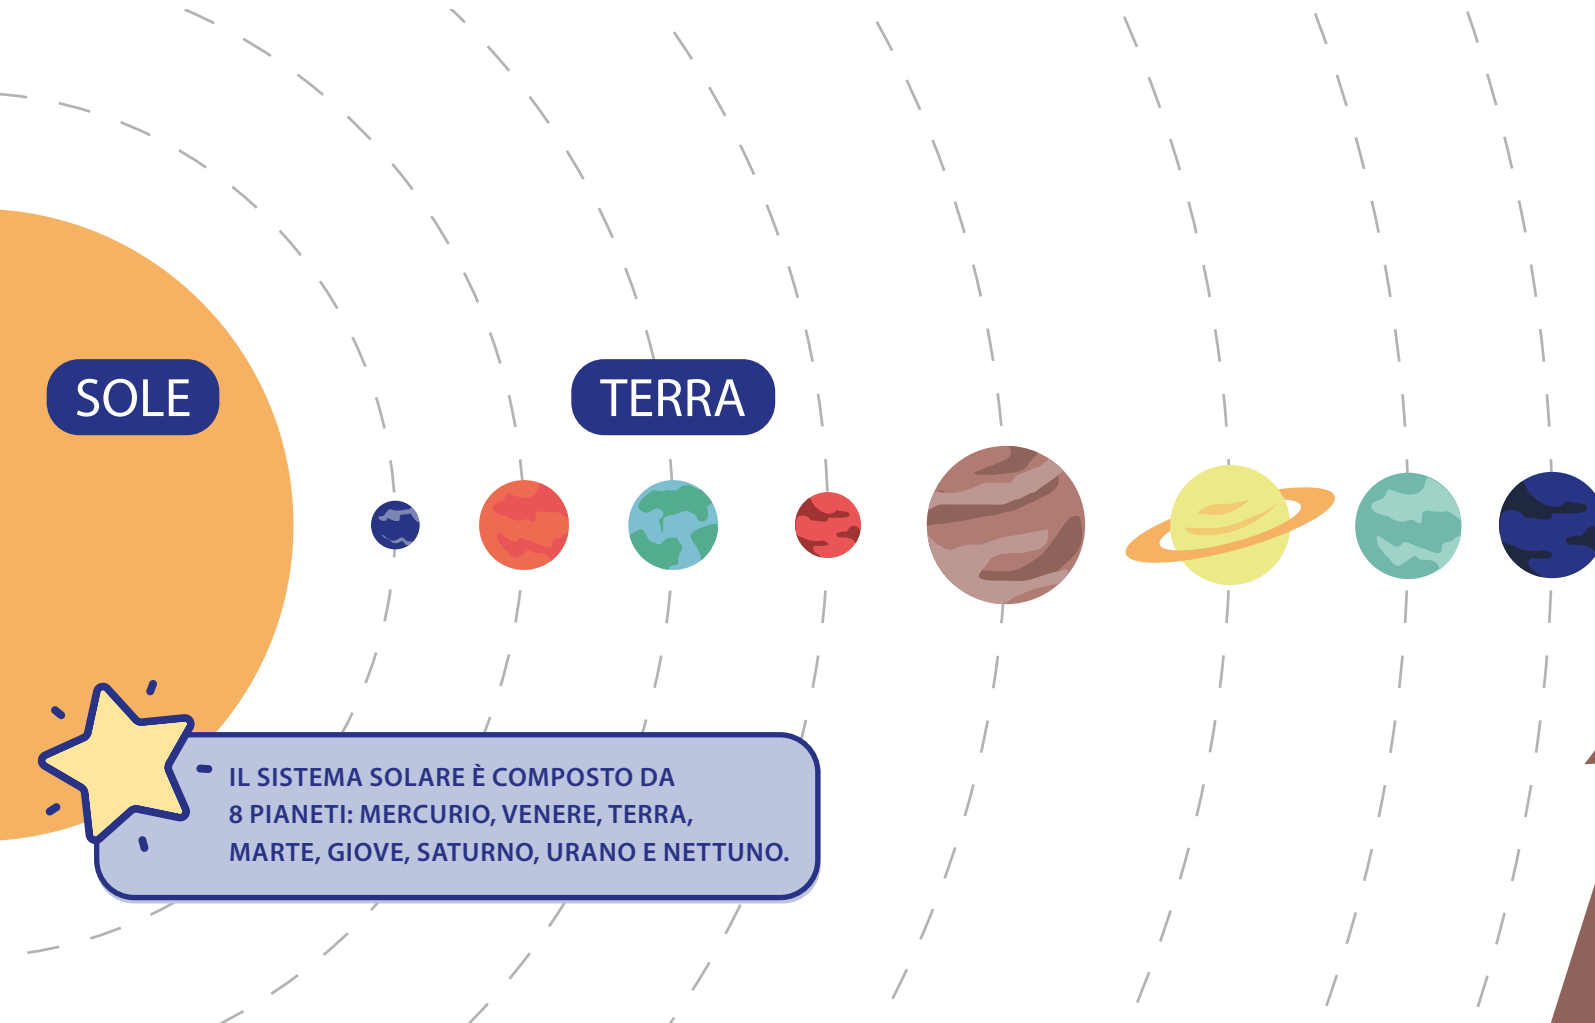 SOLE
TERRA
IL SISTEMA SOLARE È COMPOSTO DA
8 PIANETI: MERCURIO, VENERE, TERRA,
MARTE, GIOVE, SATURNO, URANO E NETTUNO.